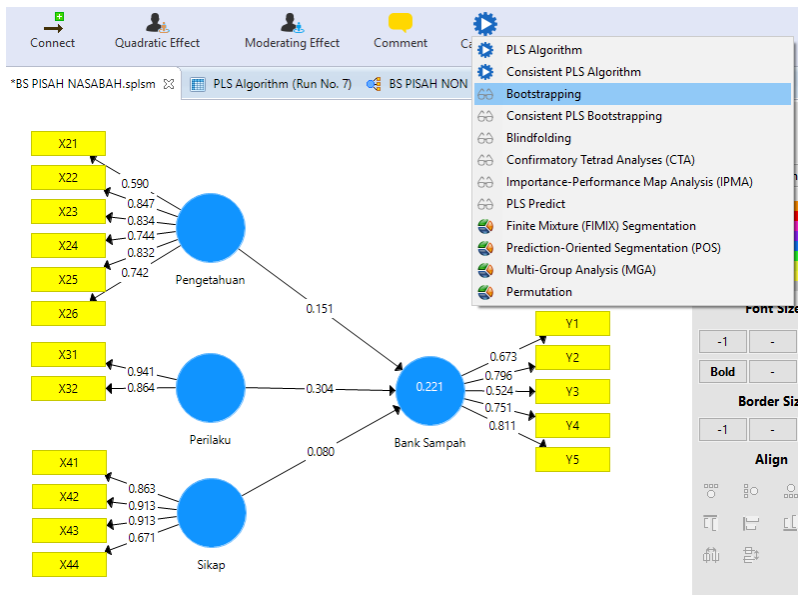 Connect
Quadratic Effect
Moderating Effect
Comment
Ca
PLS Algorithm
Consistent PLS Algorithm
Bootstrapping
Consistent PLS Bootstrapping
Blindfolding
Confirmatory Tetrad Analyses (CTA)
Importance-Performance Map Analysis (IPMA)
PLS Predict
Finite Mixture (FIMIX) Segmentation
Prediction-Oriented Segmentation (POS)
Multi-Group Analysis (MGA)
Permutation
*BS PISAH NASABAH.splsm
PLS Algorithm (Run No. 7)
BS PISAH NON
X21
X22
X23
X24
X25
X26
0.590
0.847
0.834
0.744
0.832
0.742
Pengetahuan
0.151
X31
X32
0.941
0.864
Perilaku
0.304
X41
X42
X43
X44
0.863
0.913
0.913
0.671
Sikap
0.080
0.221
Bank Sampah
0.673
0.796
0.524
0.751
0.811
Y1
Y2
Y3
Y4
Y5
Font Size
-1
-
Bold
-
Border Siz
-1
-
Align